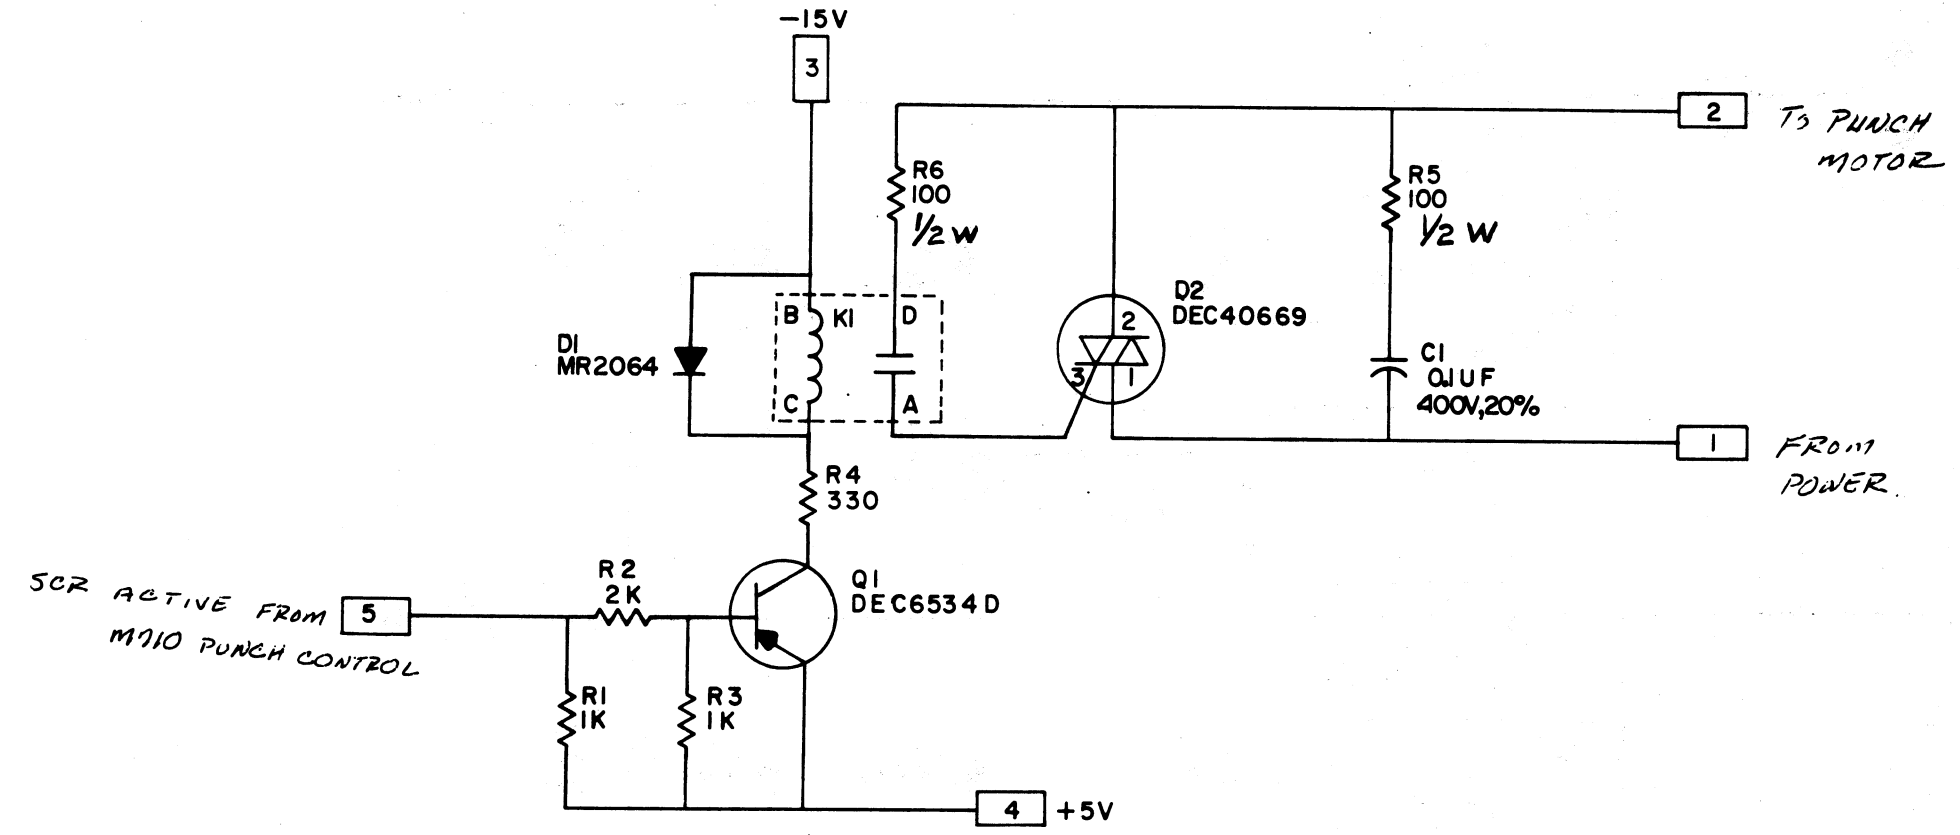 -15V
3
2
TO PUNCH
MOTOR
R6
100
1/2 W
R5
100
1/2 W
D2
DEC40669
B
K1
D
2
D1
MR2064
C1
0.1UF
3
1
C
A
400V,20%
1
FROM
POWER.
R4
330
R2
2K
Q1
DEC6534D
SCR ACTIVE FROM
5
M710 PUNCH CONTROL
R1
1K
R3
1K
4
+5V